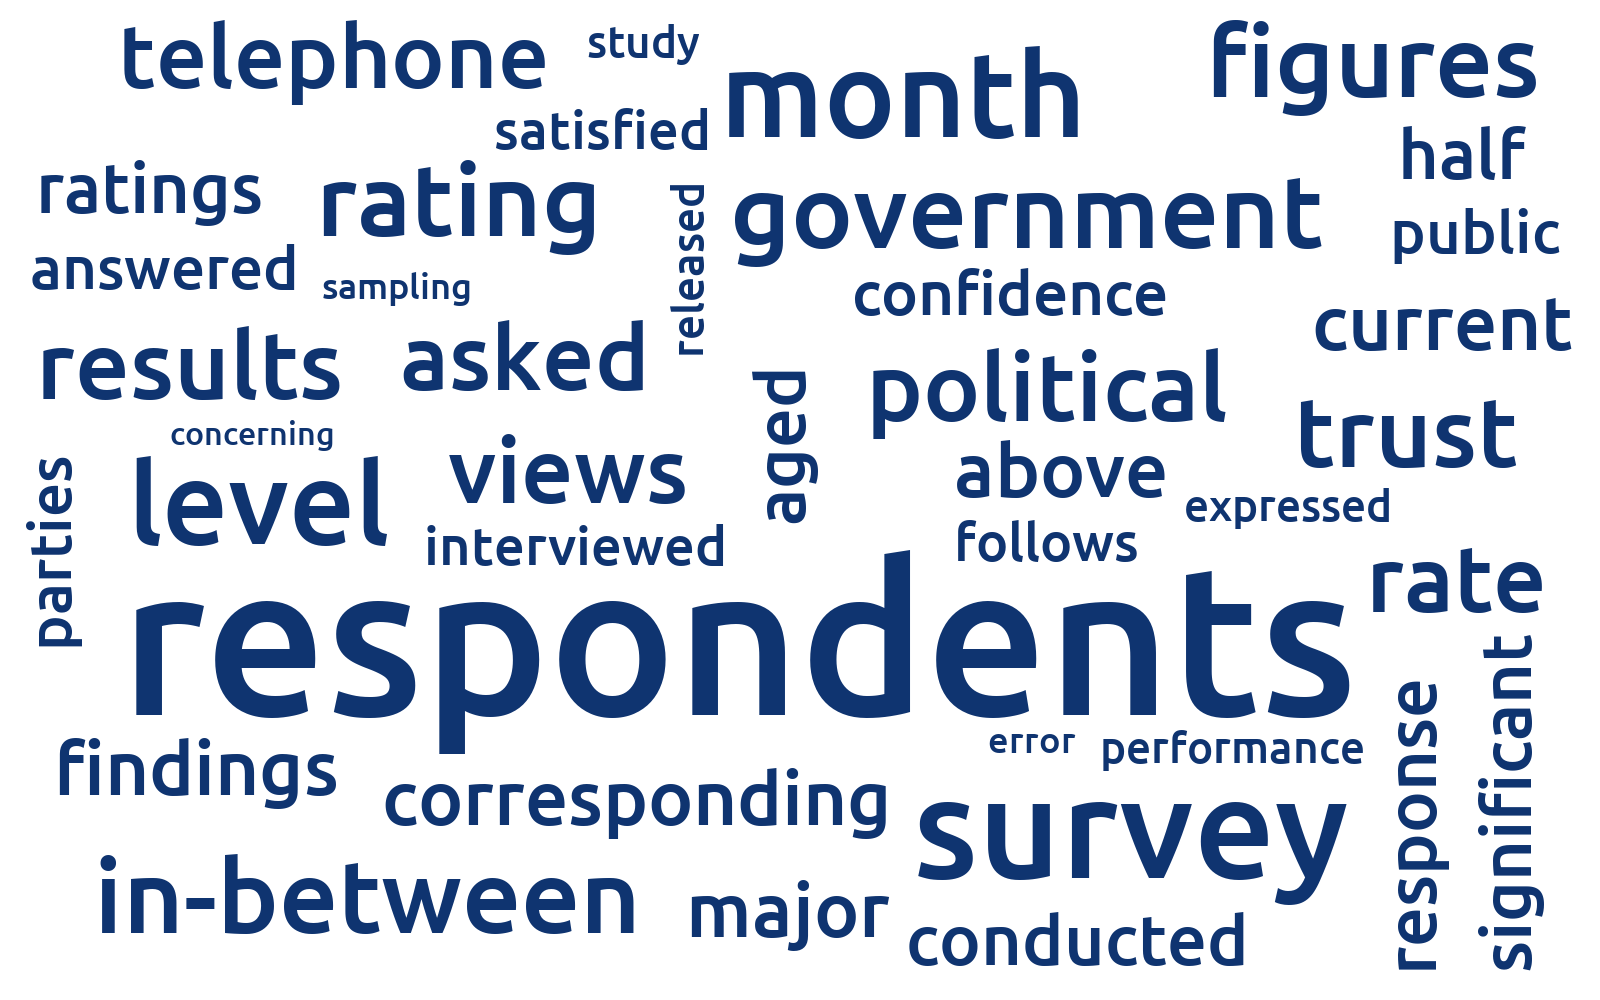 telephone
study
month
figures
satisfied
half
ratings
rating
released
government
public
answered
sampling
confidence
current
results
asked
aged
political
trust
concerning
parties
level
views
above
expressed
interviewed
follows
rate
respondents
significant
response
findings
error
performance
corresponding
survey
in-between
major
conducted